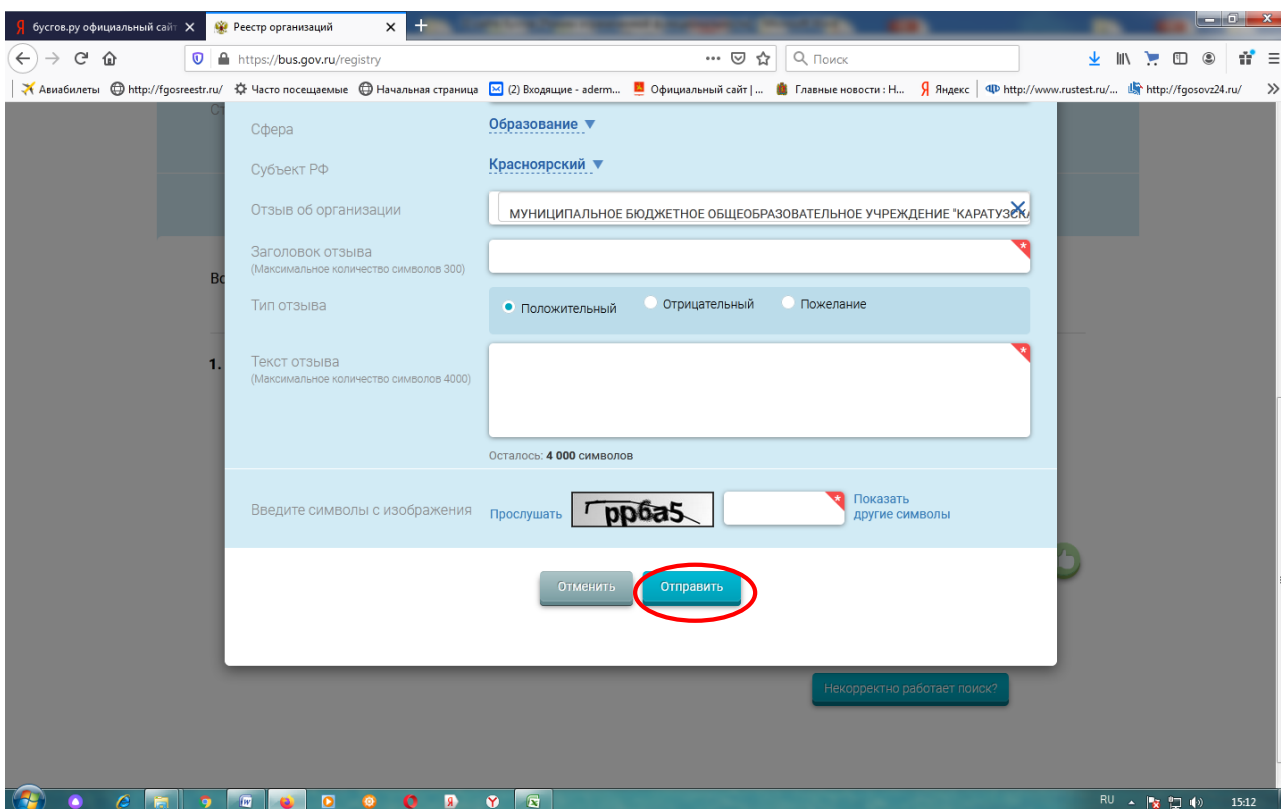 бусгов.ру официальный сайт
Реестр организаций
https://bus.gov.ru/registry
Поиск
Авиабилеты
http://fgosreestr.ru/
Часто посещаемые
Начальная страница
(2) Входящие - aderm...
Официальный сайт | ...
Главные новости : Н...
Яндекс
http://www.rustest.ru/...
http://fgosovz24.ru/
Ст
Сфера
Образование
Субъект РФ
Красноярский
Отзыв об организации
МУНИЦИПАЛЬНОЕ БЮДЖЕТНОЕ ОБЩЕОБРАЗОВАТЕЛЬНОЕ УЧРЕЖДЕНИЕ "КАРАТУЗСКА
Заголовок отзыва
(Максимальное количество символов 300)
Вс
Тип отзыва
Положительный
Отрицательный
Пожелание
1.
Текст отзыва
(Максимальное количество символов 4000)
Осталось: 4 000 символов
Введите символы с изображения
Прослушать
pp6a5
Показать
другие символы
Отменить
Отправить
Некорректно работает поиск?
RU
15:12